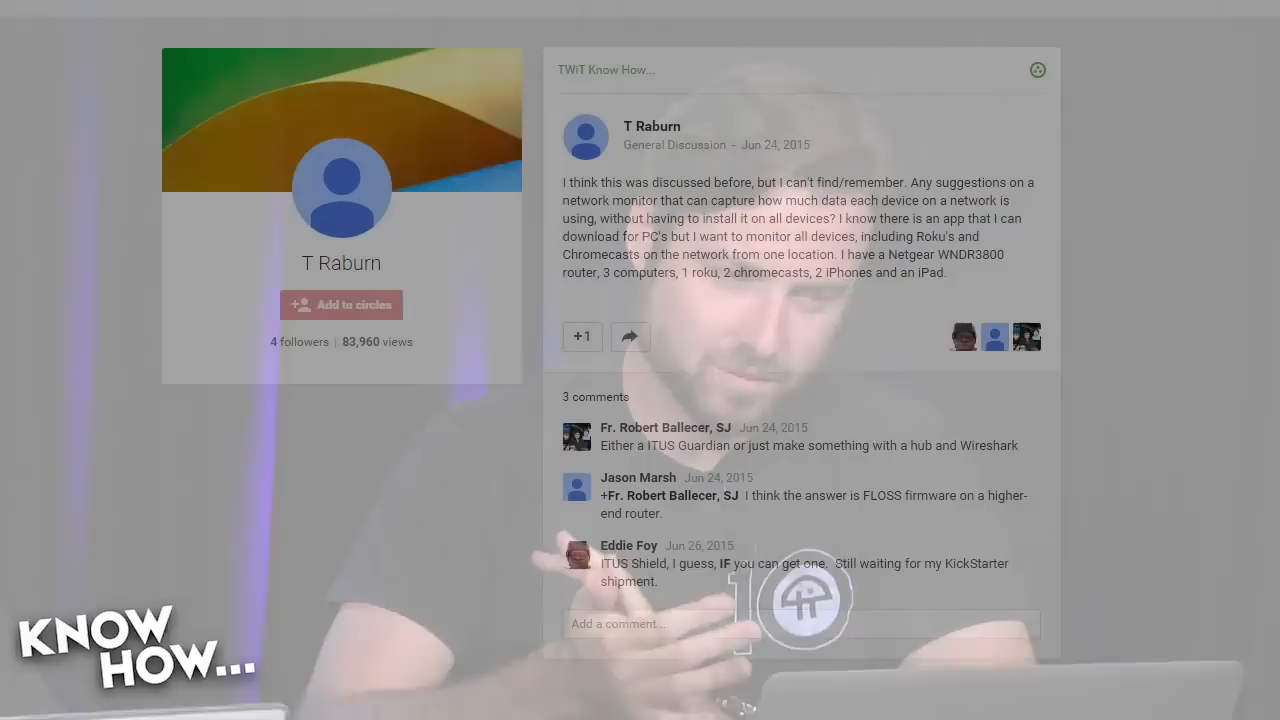 TWiT Know How...
T Raburn
General Discussion - Jun 24, 2015
I think this was discussed before, but I can't find/remember. Any suggestions on a
network monitor that can capture how much data each device on a network is
using, without having to install it on all devices? I know there is an app that I can
download for PC's but I want to monitor all devices, including Roku's and
Chromecasts on the network from one location. I have a Netgear WNDR3800
router, 3 computers, 1 roku, 2 chromecasts, 2 iPhones and an iPad.
T Raburn
Add to circles
4 followers | 83,960 views
+1
3 comments
Fr. Robert Ballecer, SJ Jun 24, 2015
Either a ITUS Guardian or just make something with a hub and Wireshark
Jason Marsh Jun 24, 2015
+Fr. Robert Ballecer, SJ I think the answer is FLOSS firmware on a higher-
end router.
Eddie Foy Jun 26, 2015
ITUS Shield, I guess, IF you can get one. Still waiting for my KickStarter
shipment.
Add a comment...
10
KNOW
HOW...